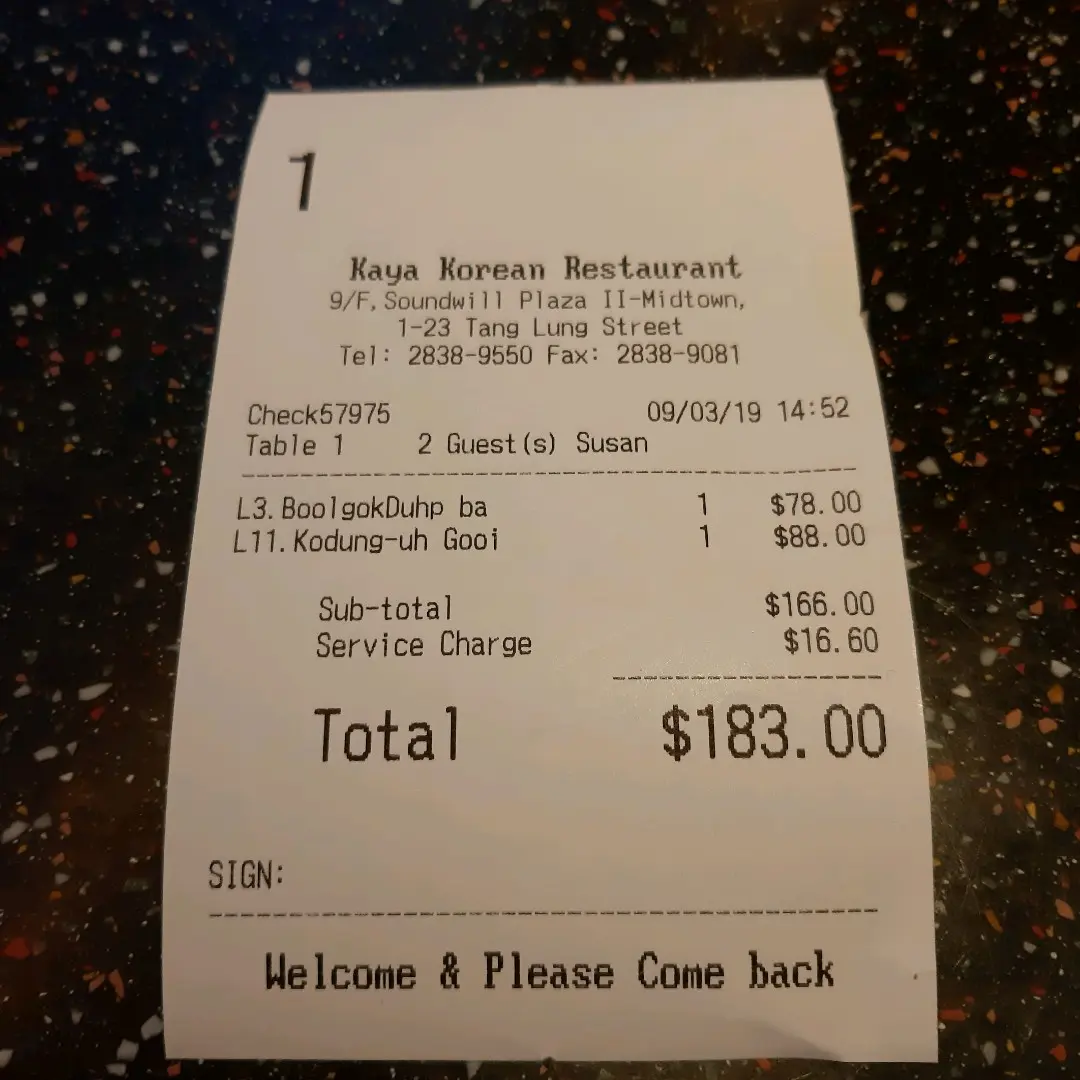 1
Kaya Korean Restaurant
9/F, Soundwill Plaza II-Midtown,
1-23 Tang Lung Street
Tel: 2838-9550 Fax: 2838-9081
Check57975 09/03/19 14:52
Table 1 2 Guest(s) Susan
L3. BoolgokDuhp ba 1 $78.00
L11. Kodung-uh Gooi 1 $88.00
Sub-total $166.00
Service Charge $16.60
Total $183.00
SIGN:
Welcome & Please Come back